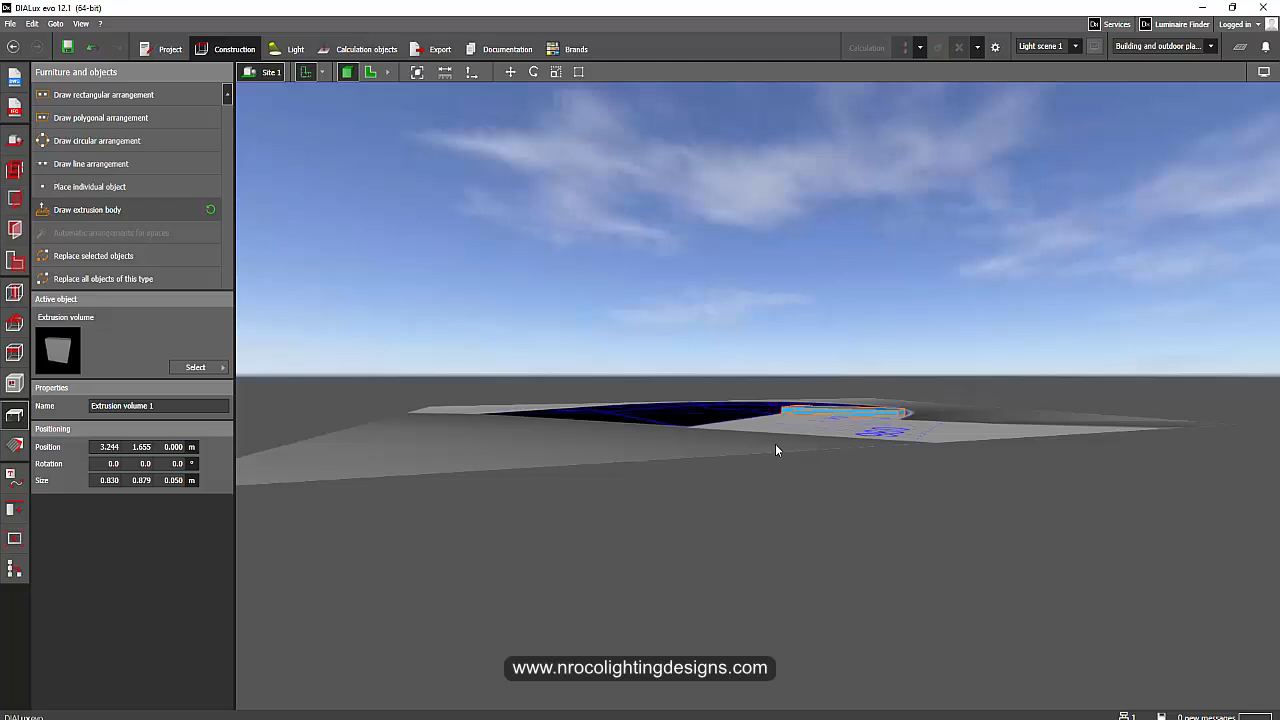 DIALux evo 12.1 (64-bit)
File Edit Goto View ?
Services Luminaire Finder Logged in
Project Construction Light Calculation objects Export Documentation Brands Calculation Light scene 1 Building and outdoor pla...
Furniture and objects
Site 1
Draw rectangular arrangement
Draw polygonal arrangement
Draw circular arrangement
Draw line arrangement
Place individual object
Draw extrusion body
Automatic arrangements for spaces
Replace selected objects
Replace all objects of this type
Active object
Extrusion volume
Select
Properties
Name Extrusion volume 1
Positioning
Position 3.244 1.655 0.000 m
Rotation 0.0 0.0 0.0 °
Size 0.830 0.879 0.050 m
www.nrocolightingdesigns.com
DIALux evo
1 0 new messages